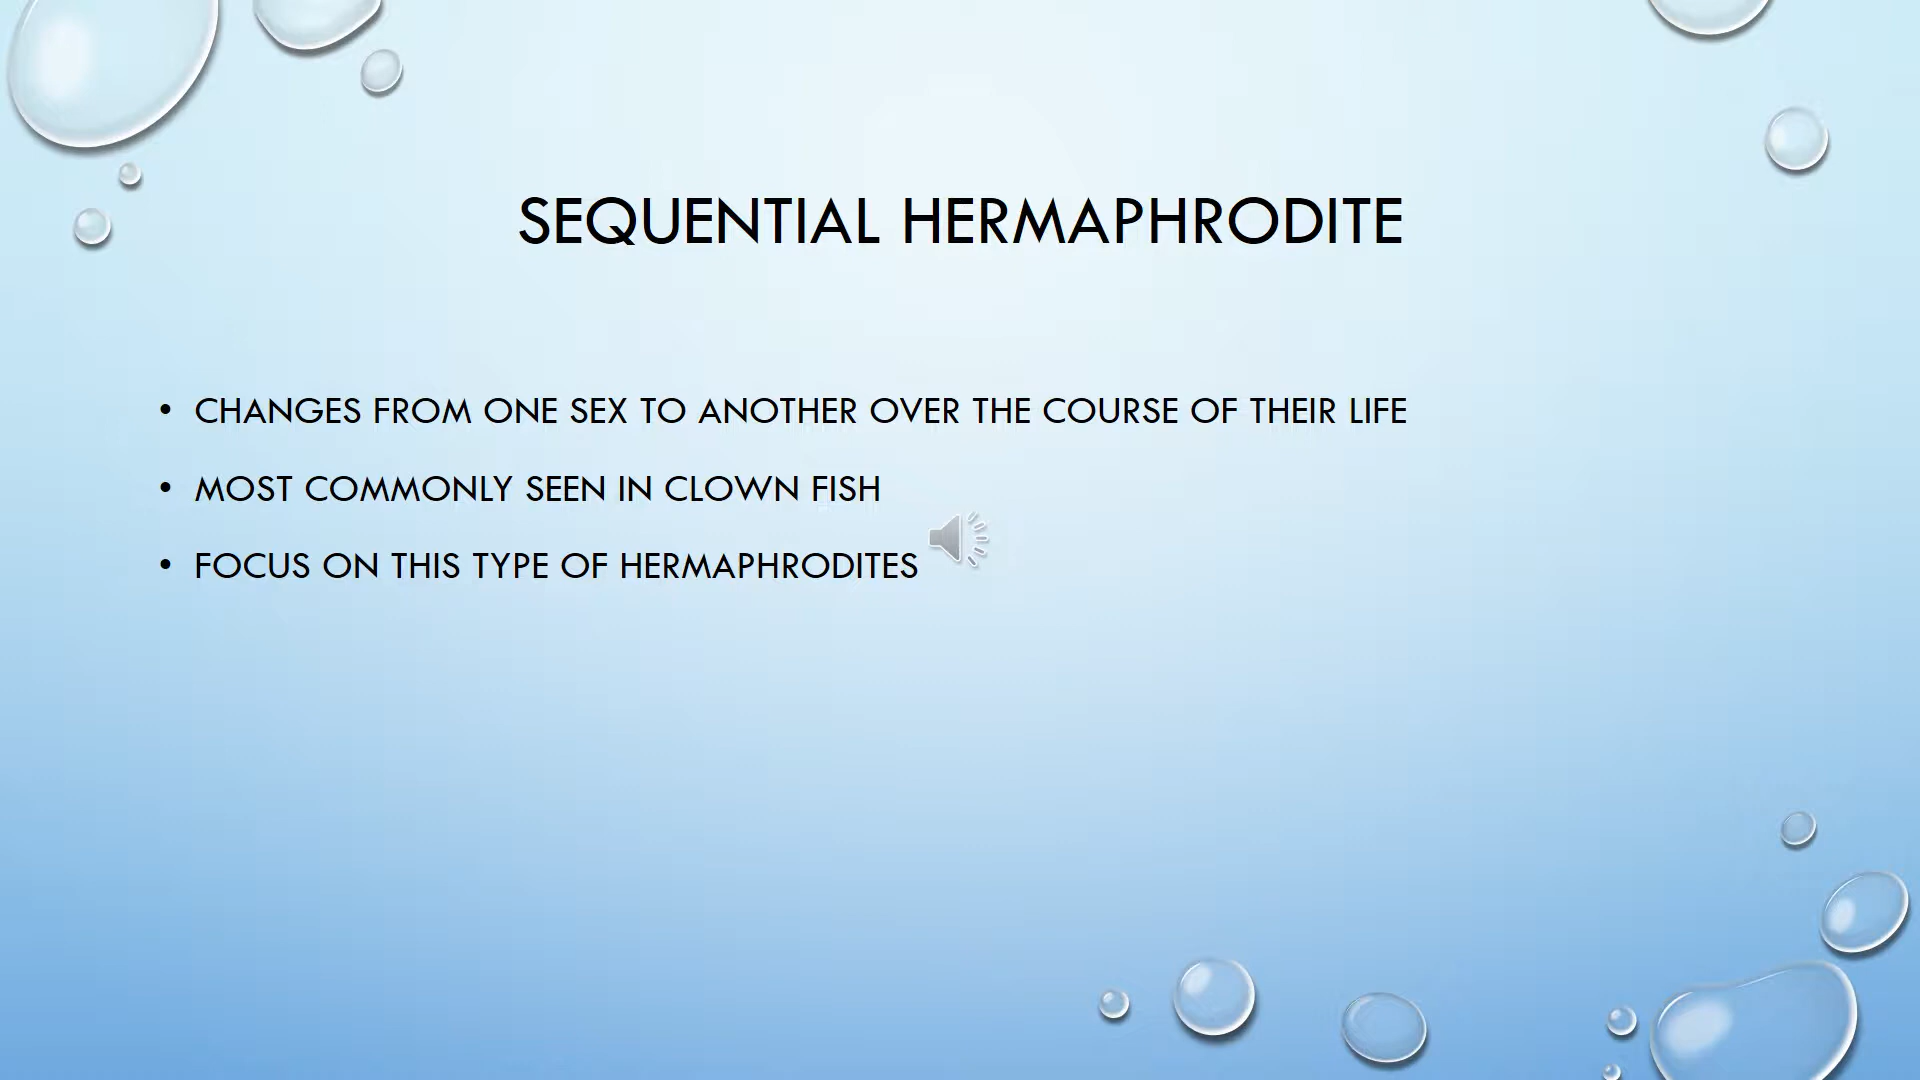 SEQUENTIAL HERMAPHRODITE
• CHANGES FROM ONE SEX TO ANOTHER OVER THE COURSE OF THEIR LIFE
• MOST COMMONLY SEEN IN CLOWN FISH
• FOCUS ON THIS TYPE OF HERMAPHRODITES